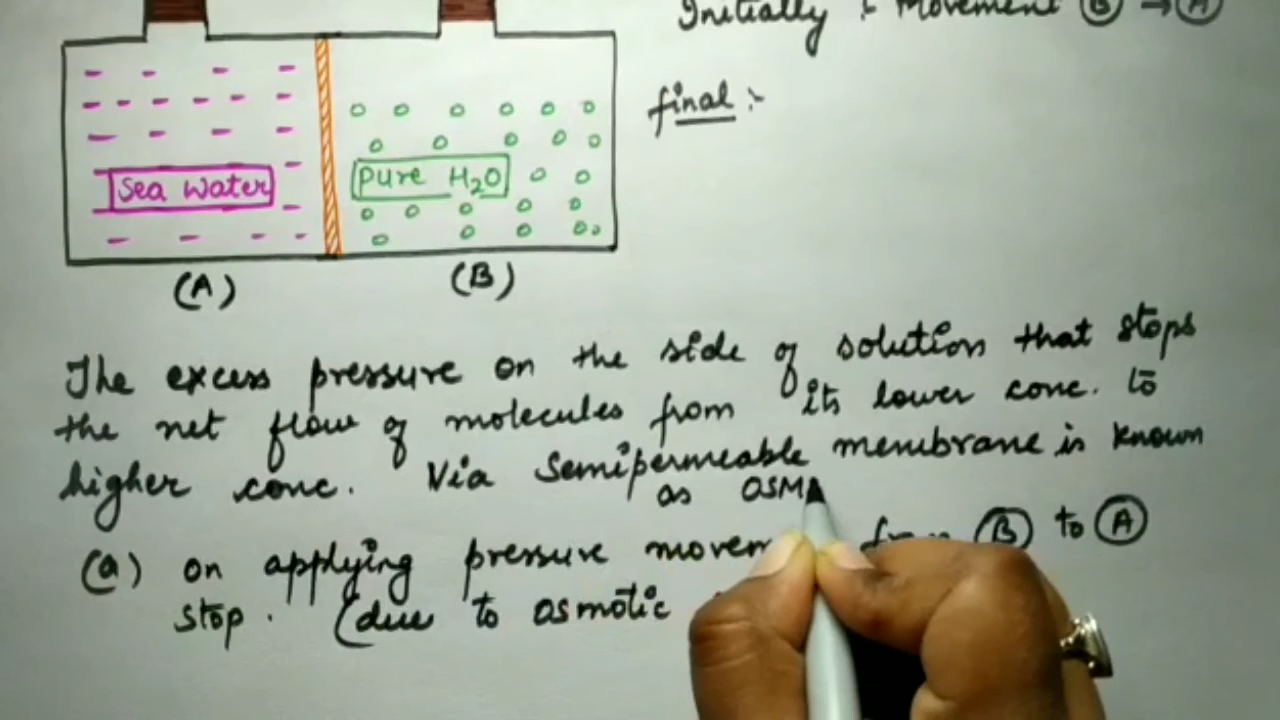 Initially :- Movement (B) → (A)
final :-
Sea Water
Pure H2O
(A)
(B)
The excess pressure on the side of solution that stops
the net flow of molecules from its lower conc. to
higher conc. Via Semipermeable membrane is known
as OSM
(a) on applying pressure movem from (B) to (A)
stop. (due to osmotic